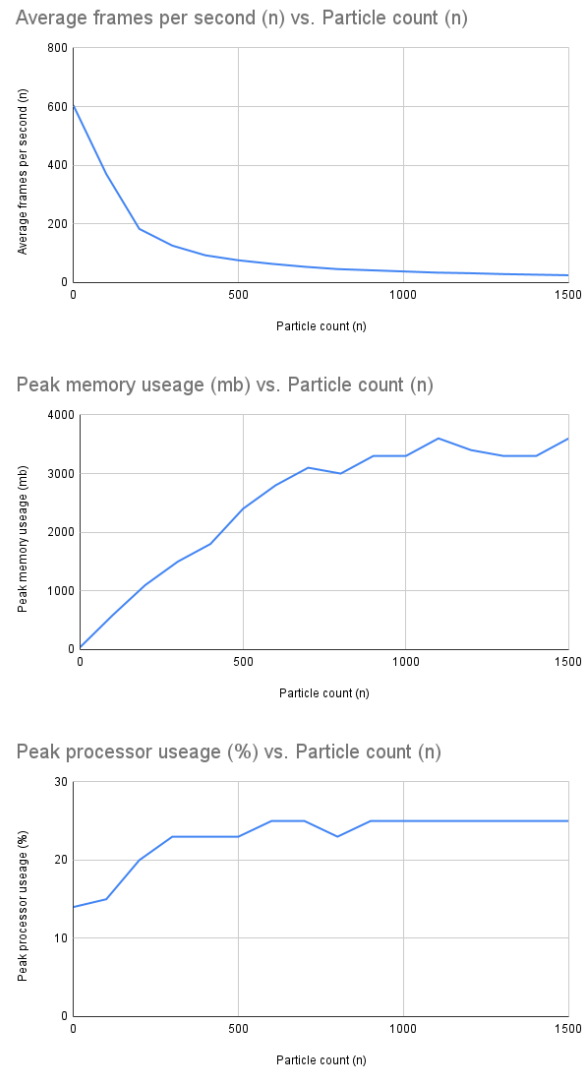 Average frames per second (n) vs. Particle count (n)
Average frames per second (n)
800
600
400
200
0
0 500 1000 1500
Particle count (n)
Peak memory useage (mb) vs. Particle count (n)
Peak memory useage (mb)
4000
3000
2000
1000
0
0 500 1000 1500
Particle count (n)
Peak processor useage (%) vs. Particle count (n)
Peak processor useage (%)
30
20
10
0
0 500 1000 1500
Particle count (n)